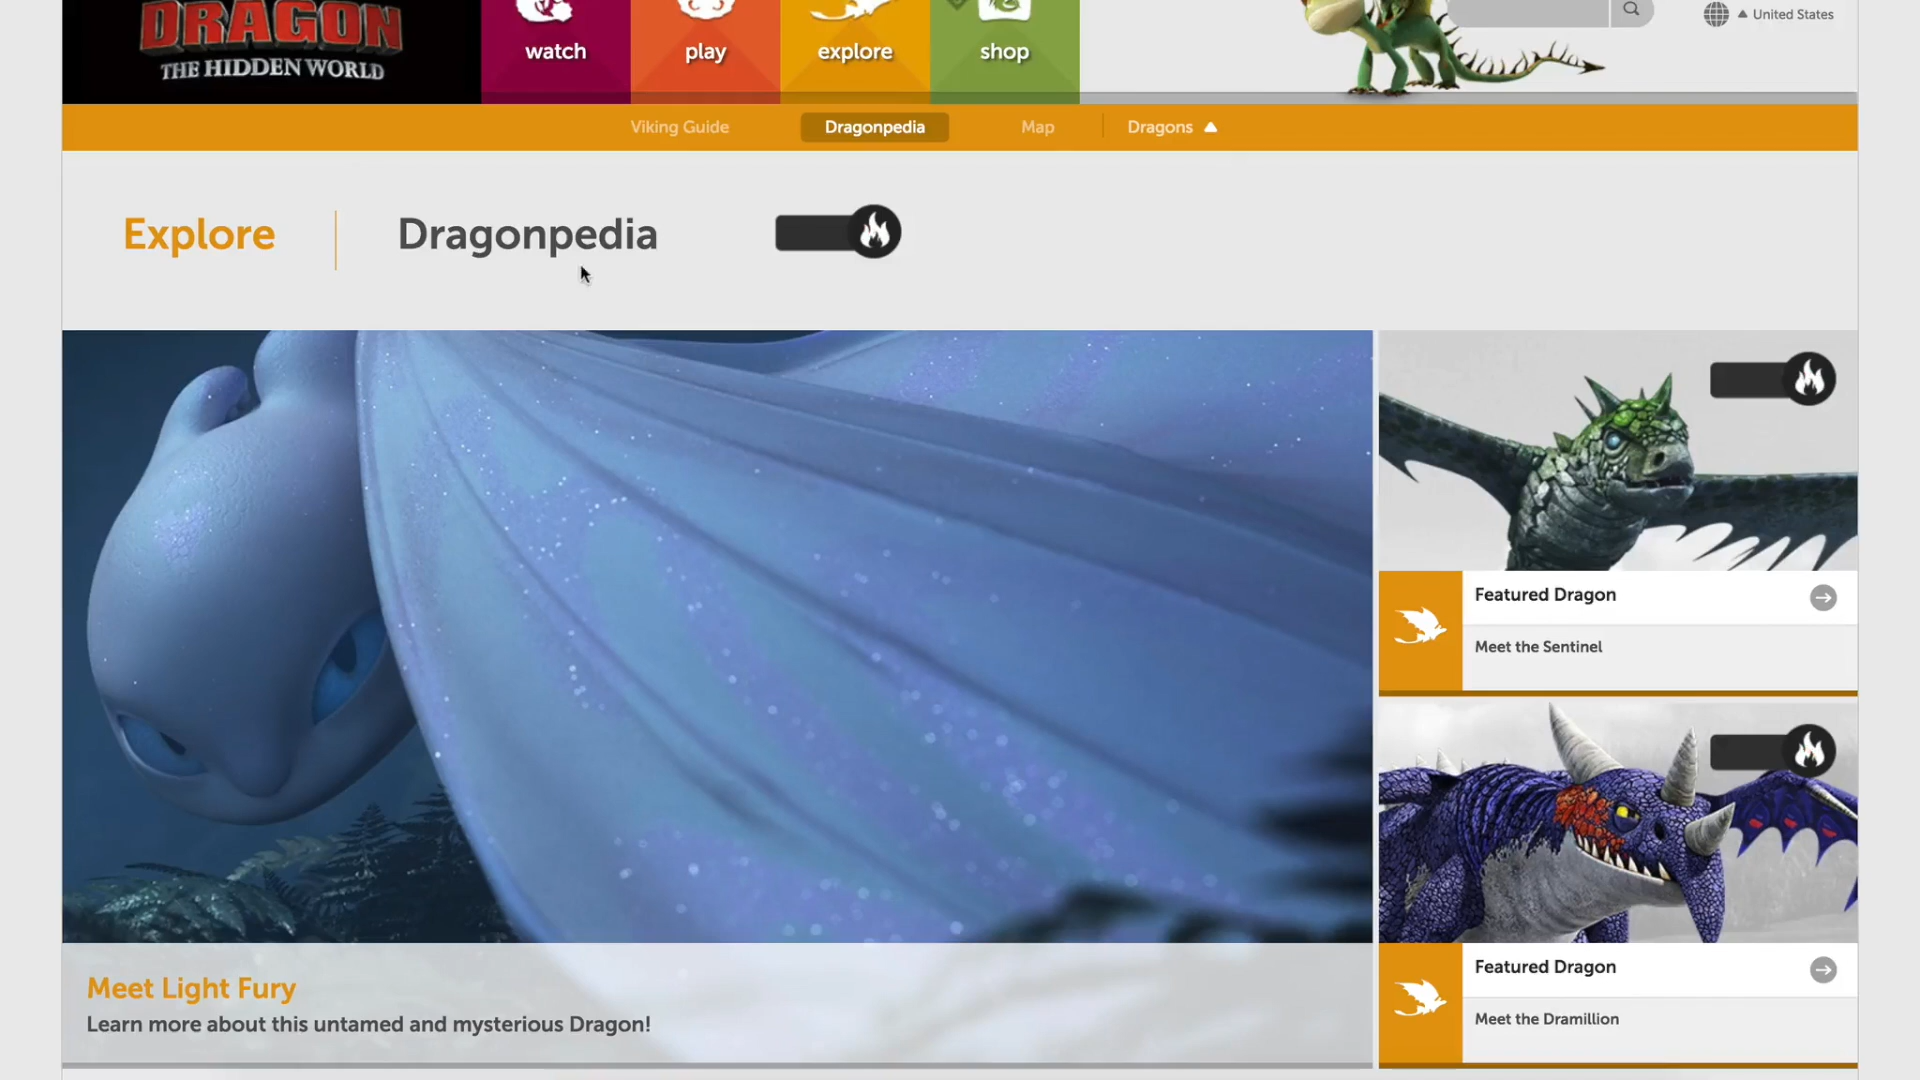 DRAGON
THE HIDDEN WORLD
watch
play
explore
shop
United States
Viking Guide
Dragonpedia
Map
Dragons
Explore
Dragonpedia
Featured Dragon
Meet the Sentinel
Featured Dragon
Meet the Dramillion
Meet Light Fury
Learn more about this untamed and mysterious Dragon!